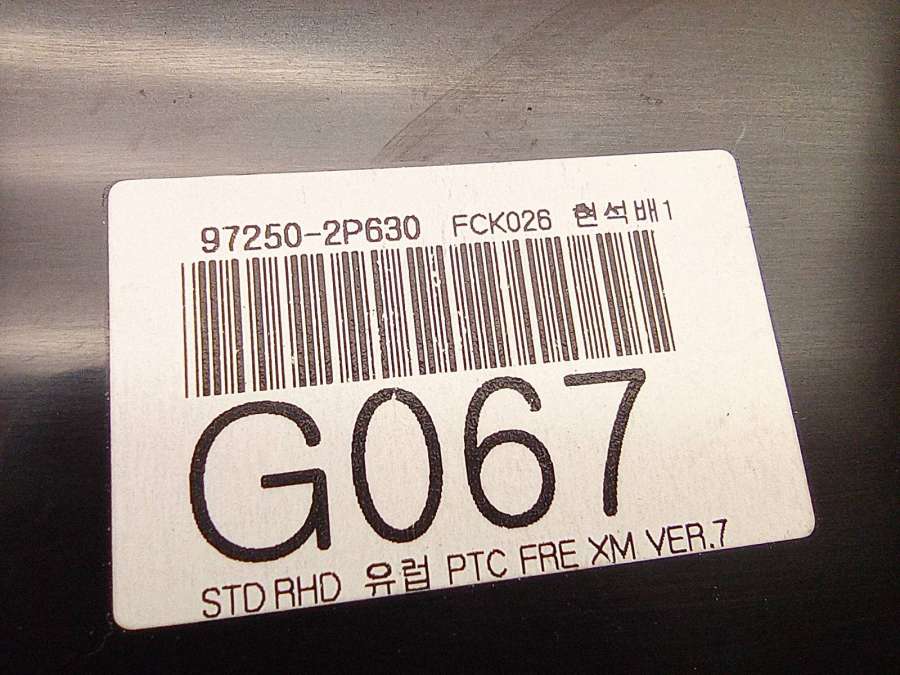 97250-2P630 FCK026 현석배1
G067
STD RHD 유럽 PTC FRE XM VER.7